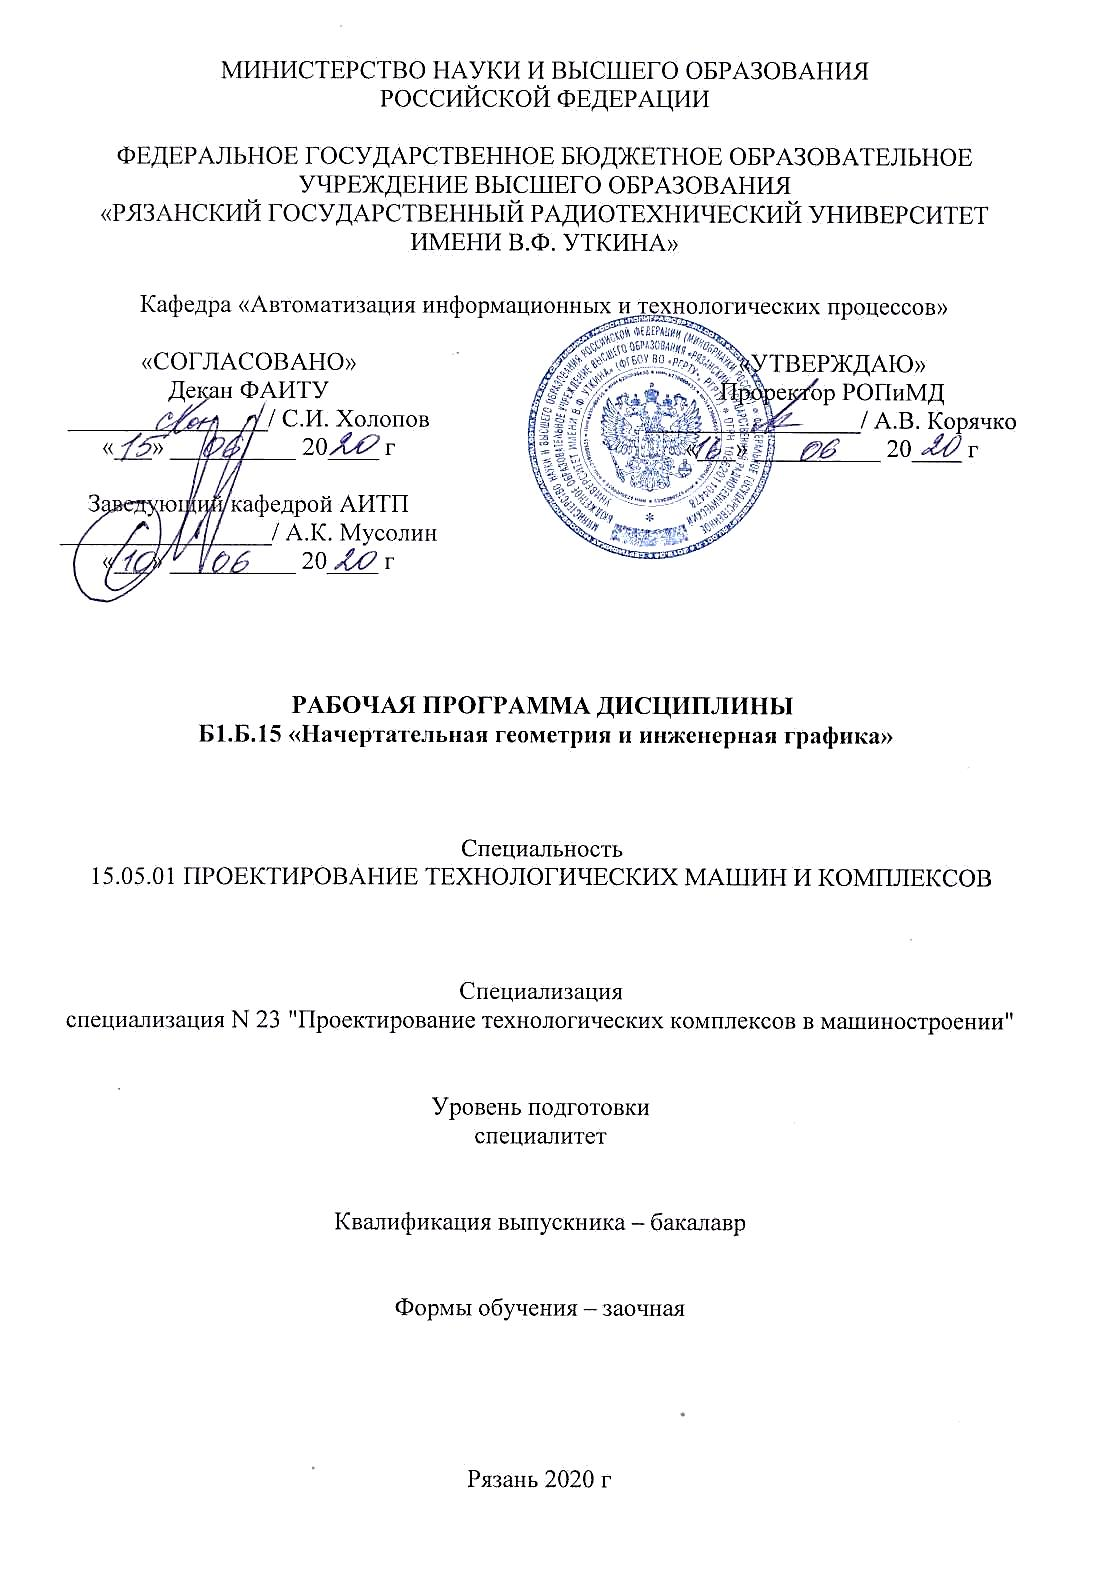 МИНИСТЕРСТВО НАУКИ И ВЫСШЕГО ОБРАЗОВАНИЯ
РОССИЙСКОЙ ФЕДЕРАЦИИ
ФЕДЕРАЛЬНОЕ ГОСУДАРСТВЕННОЕ БЮДЖЕТНОЕ ОБРАЗОВАТЕЛЬНОЕ
УЧРЕЖДЕНИЕ ВЫСШЕГО ОБРАЗОВАНИЯ
«РЯЗАНСКИЙ ГОСУДАРСТВЕННЫЙ РАДИОТЕХНИЧЕСКИЙ УНИВЕРСИТЕТ
ИМЕНИ В.Ф. УТКИНА»
Кафедра «Автоматизация информационных и технологических процессов»
«СОГЛАСОВАНО»
Декан ФАИТУ
/ С.И. Холопов
«15» 06 2020 г
Заведующий кафедрой АИТП
/ А.К. Мусолин
«10» 06 2020 г
«УТВЕРЖДАЮ»
Проректор РОПиМД
/ А.В. Корячко
«16» 06 2020 г
РАБОЧАЯ ПРОГРАММА ДИСЦИПЛИНЫ
Б1.Б.15 «Начертательная геометрия и инженерная графика»
Специальность
15.05.01 ПРОЕКТИРОВАНИЕ ТЕХНОЛОГИЧЕСКИХ МАШИН И КОМПЛЕКСОВ
Специализация
специализация N 23 "Проектирование технологических комплексов в машиностроении"
Уровень подготовки
специалитет
Квалификация выпускника – бакалавр
Формы обучения – заочная
Рязань 2020 г